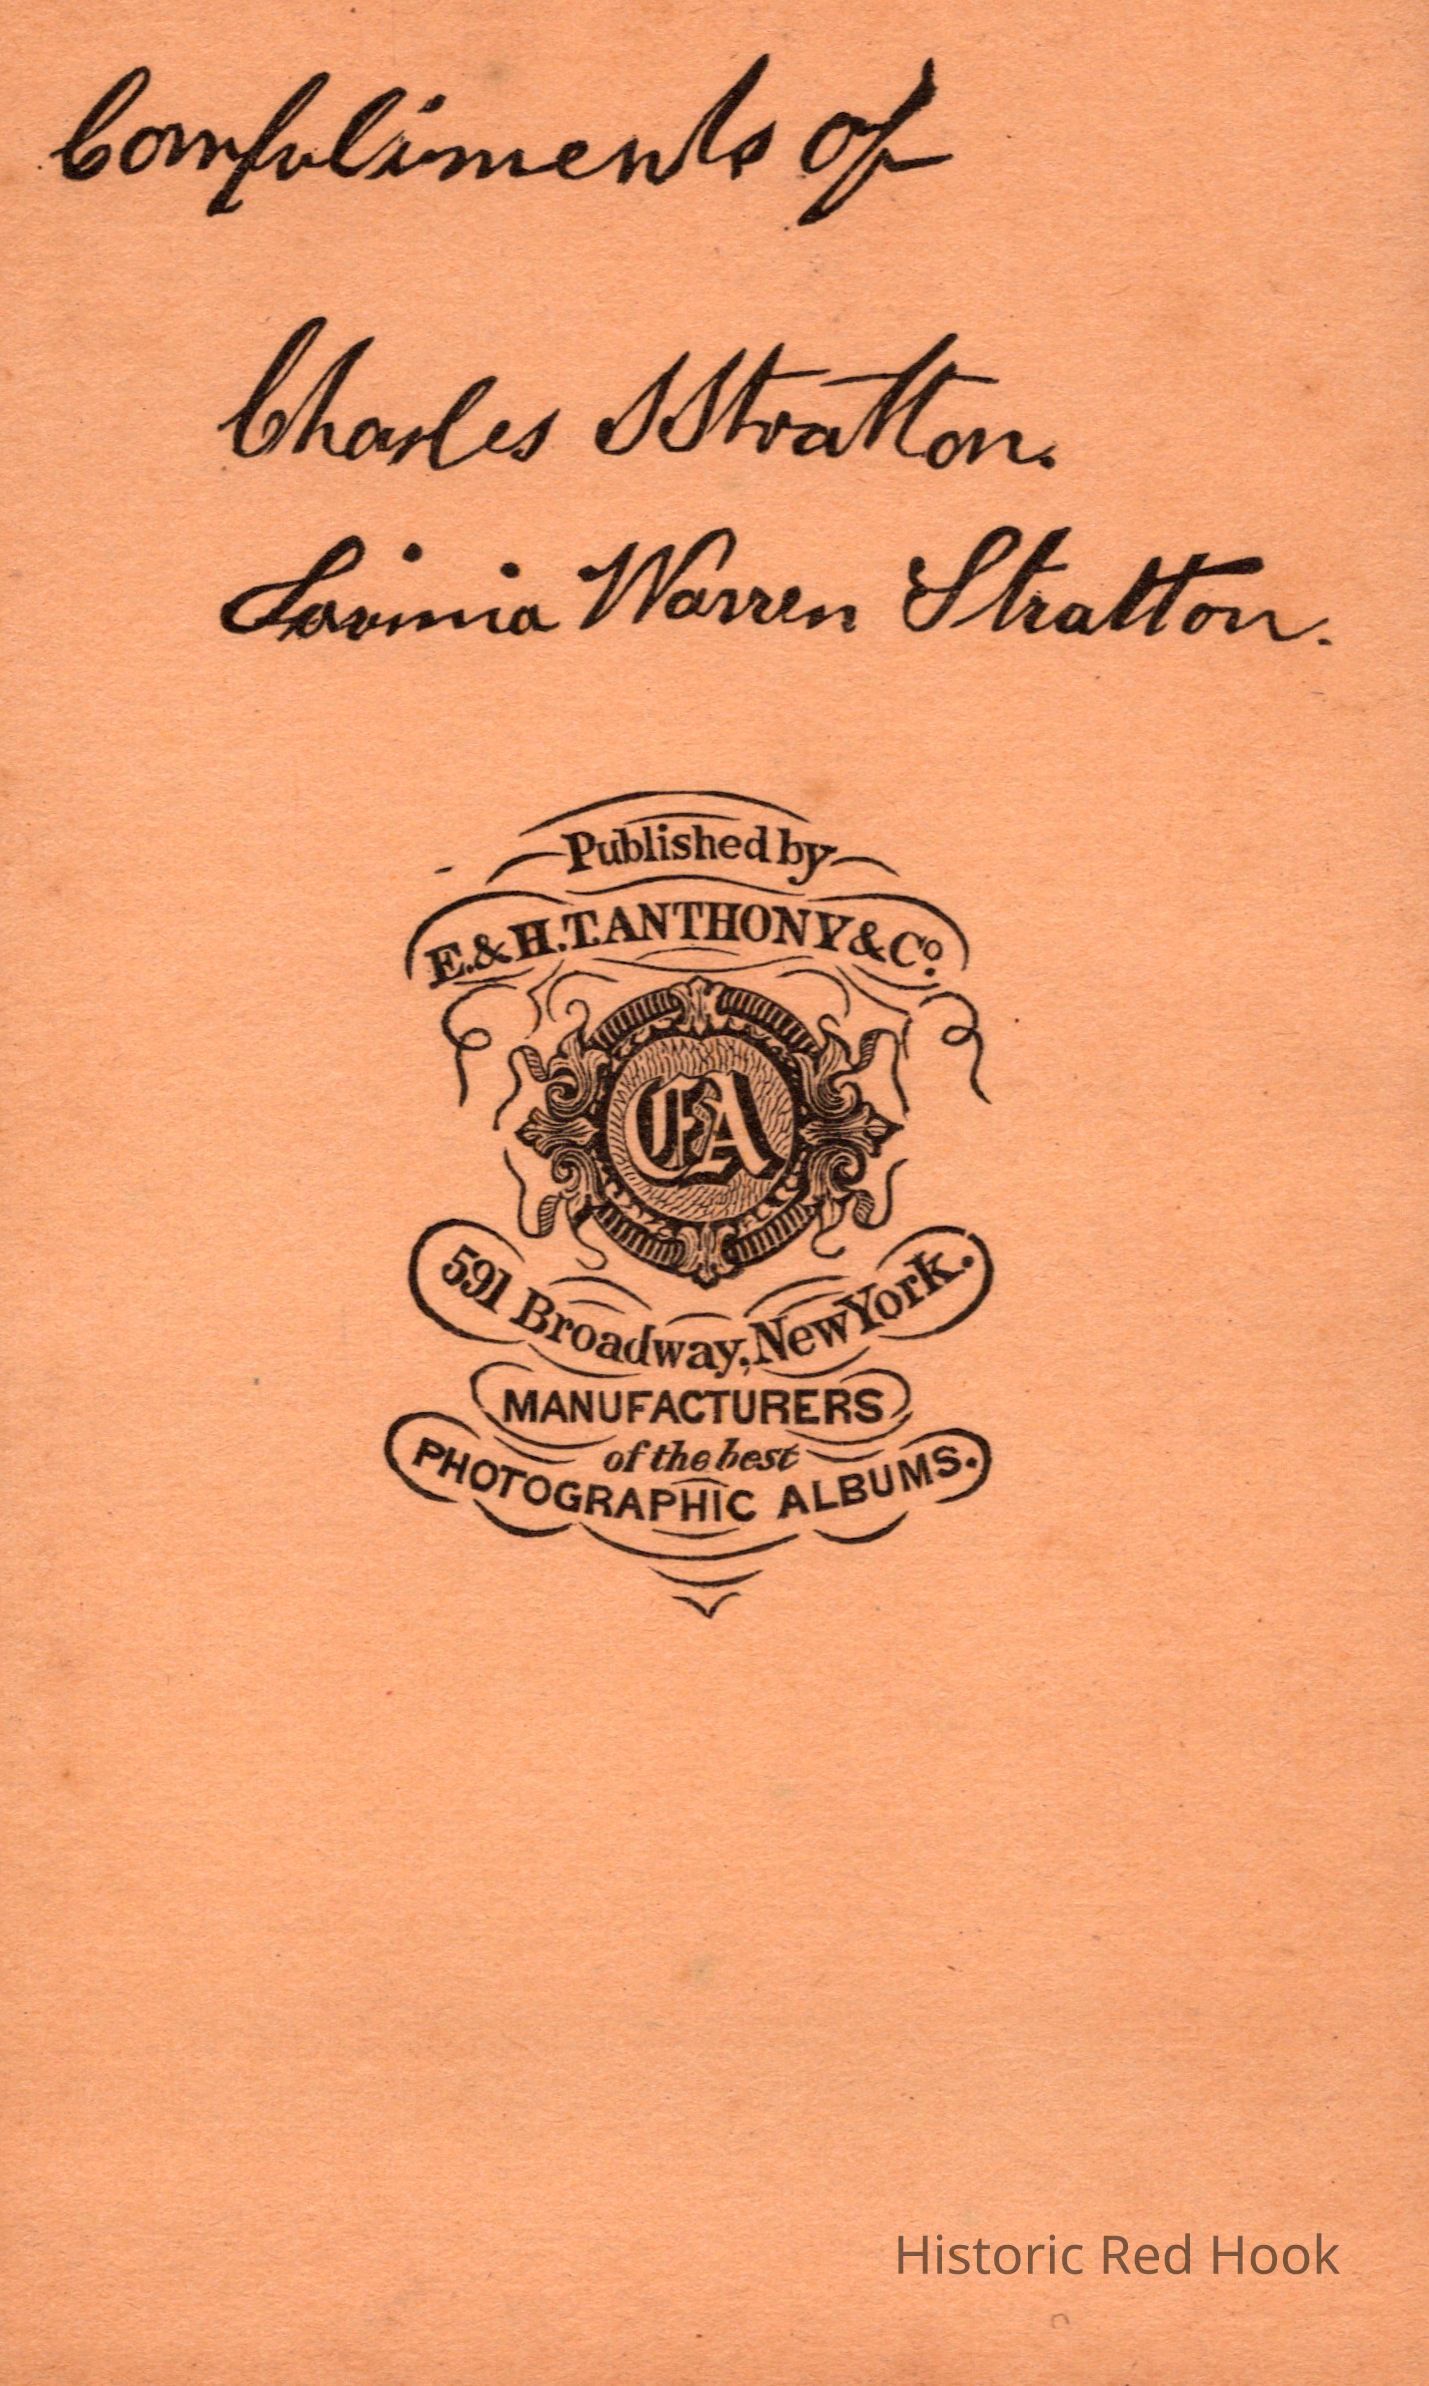 Compliments of
Charles S Stratton.
Lavinia Warren Stratton.
Published by
E. & H. T. ANTHONY & Co.
EA
591 Broadway, New York.
MANUFACTURERS
of the best
PHOTOGRAPHIC ALBUMS.
Historic Red Hook